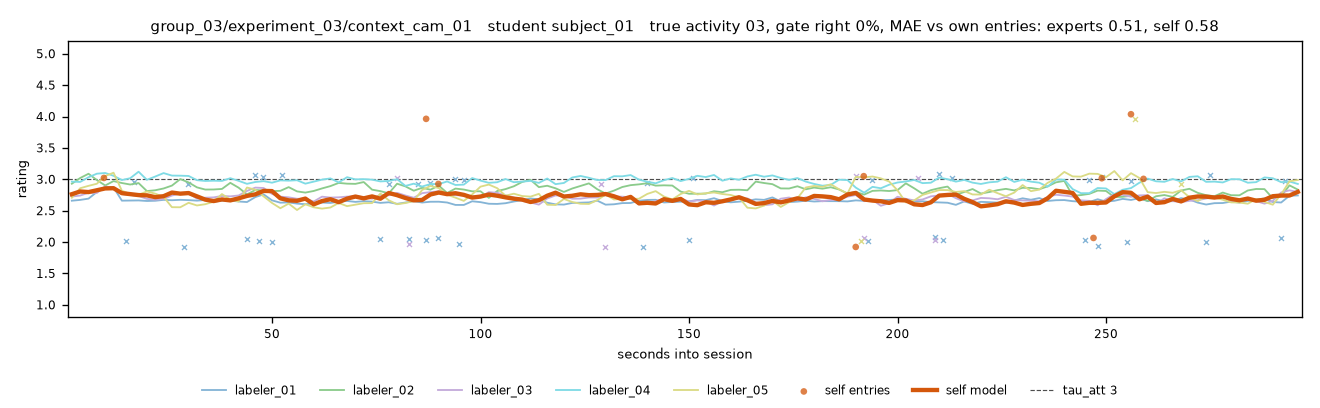 group_03/experiment_03/context_cam_01 student subject_01 true activity 03, gate right 0%, MAE vs own entries: experts 0.51, self 0.58
5.0
4.5
4.0
3.5
3.0
2.5
2.0
1.5
1.0
rating
50 100 150 200 250
seconds into session
labeler_01 labeler_02 labeler_03 labeler_04 labeler_05 self entries self model tau_att 3